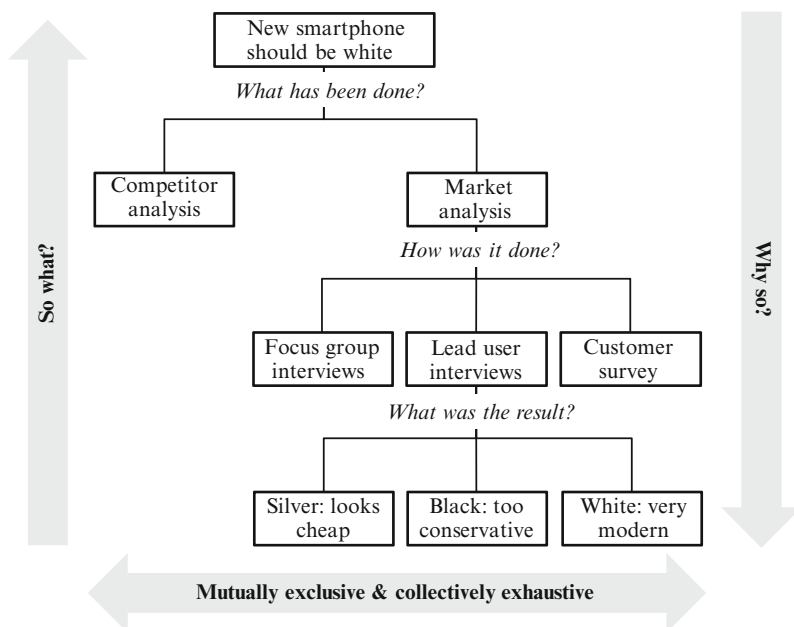 New smartphone
should be white
What has been done?
Competitor
analysis
Market
analysis
How was it done?
So what?
Why so?
Focus group
interviews
Lead user
interviews
Customer
survey
What was the result?
Silver: looks
cheap
Black: too
conservative
White: very
modern
Mutually exclusive & collectively exhaustive